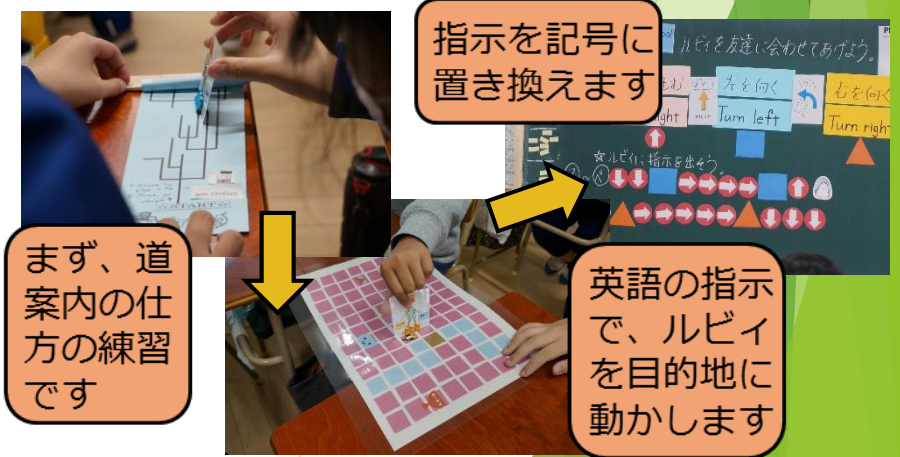 まず、道
案内の仕
方の練習
です
指示を記号に
置き換えます
英語の指示
で、ルビィ
を目的地に
動かします
ルビィを友達に会わせてあげよう。
左を向く
右を向く
ght
Turn left
Turn righ
☆ルビィに指示を出そう。
START